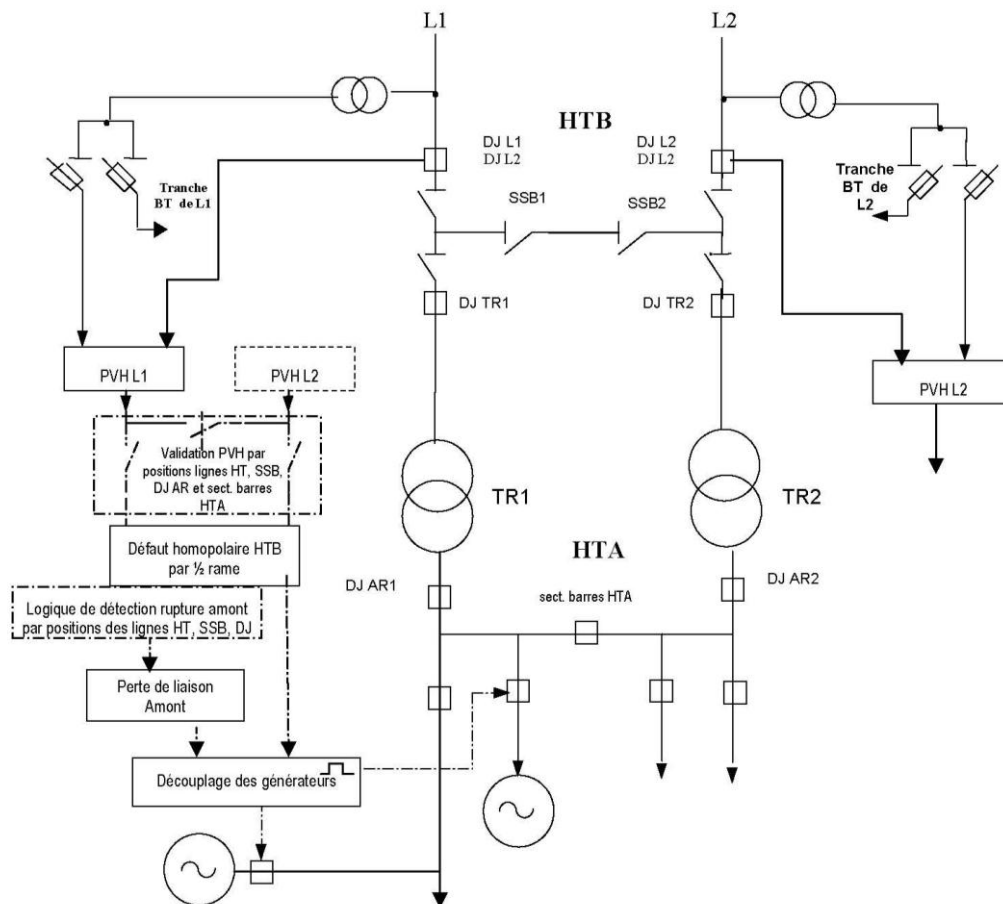 L1
L2
HTB
DJ L1
DJ L2
DJ L2
DJ L2
Tranche
BT de L1
Tranche
BT de
L2
SSB1
SSB2
DJ TR1
DJ TR2
PVH L1
PVH L2
PVH L2
Validation PVH par
positions lignes HT, SSB,
DJ AR et sect. barres
HTA
TR1
TR2
Défaut homopolaire HTB
par ½ rame
HTA
DJ AR1
DJ AR2
sect. barres HTA
Logique de détection rupture amont
par positions des lignes HT, SSB, DJ
Perte de liaison
Amont
Découplage des générateurs